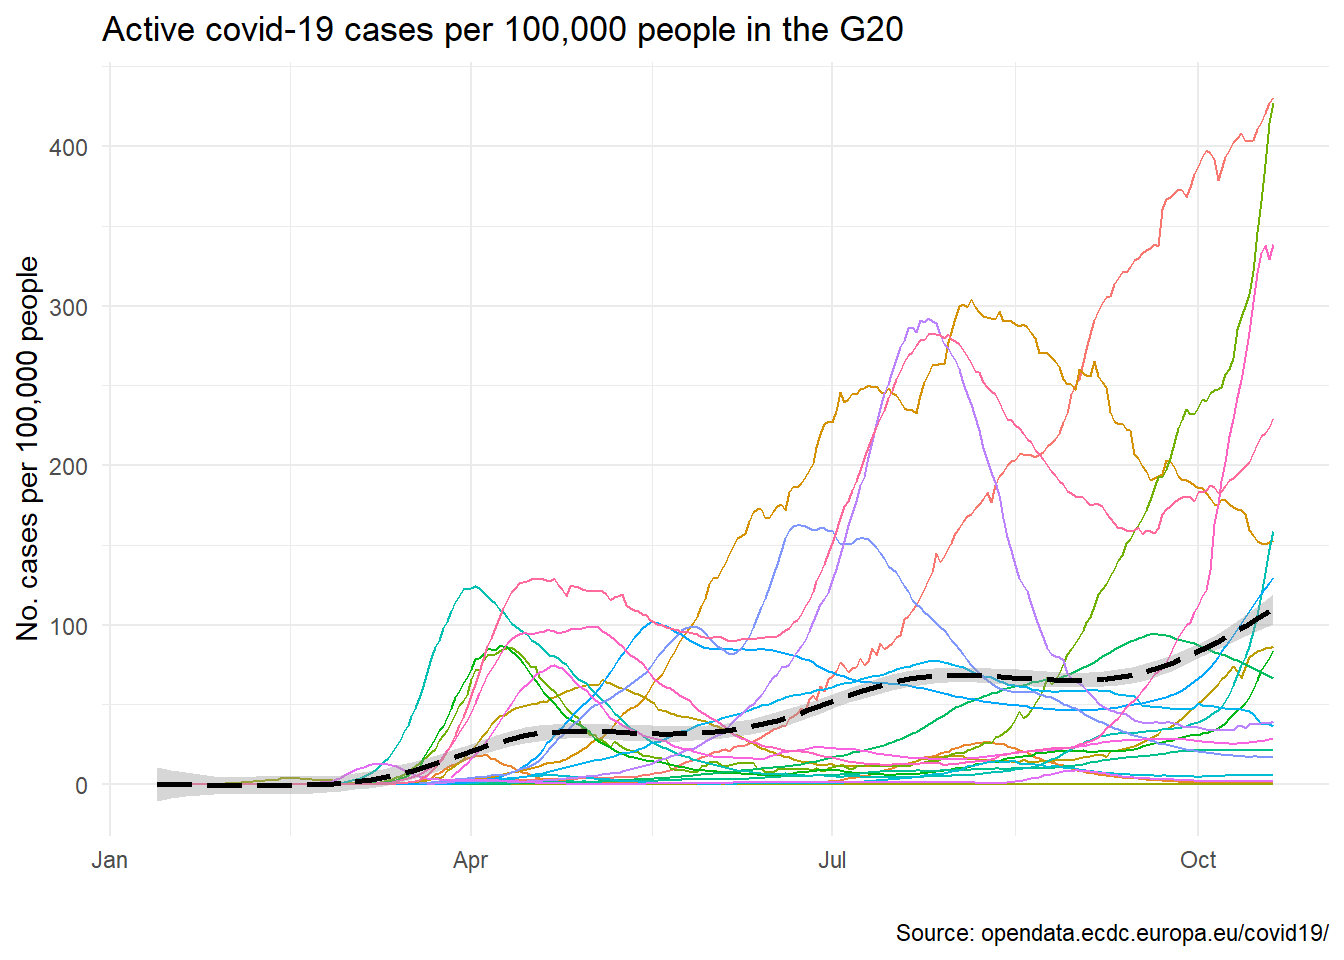 Active covid-19 cases per 100,000 people in the G20
No. cases per 100,000 people
400
300
200
100
0
Jan
Apr
Jul
Oct
Source: opendata.ecdc.europa.eu/covid19/